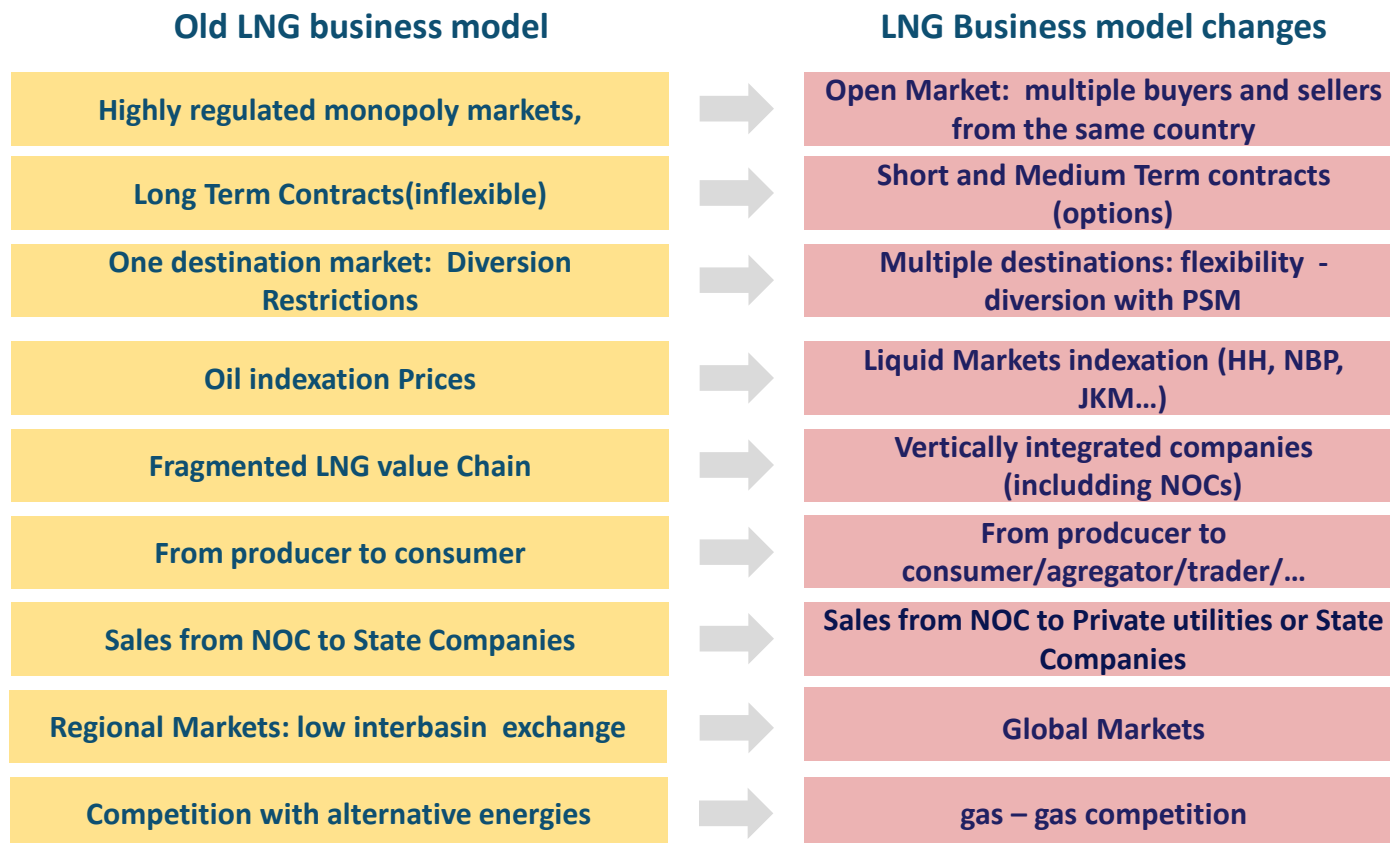 Old LNG business model
LNG Business model changes
Highly regulated monopoly markets,
Open Market: multiple buyers and sellers
from the same country
Long Term Contracts(inflexible)
Short and Medium Term contracts
(options)
One destination market: Diversion
Restrictions
Multiple destinations: flexibility -
diversion with PSM
Oil indexation Prices
Liquid Markets indexation (HH, NBP,
JKM...)
Fragmented LNG value Chain
Vertically integrated companies
(includding NOCs)
From producer to consumer
From prodcucer to
consumer/agregator/trader/...
Sales from NOC to State Companies
Sales from NOC to Private utilities or State
Companies
Regional Markets: low interbasin exchange
Global Markets
Competition with alternative energies
gas – gas competition